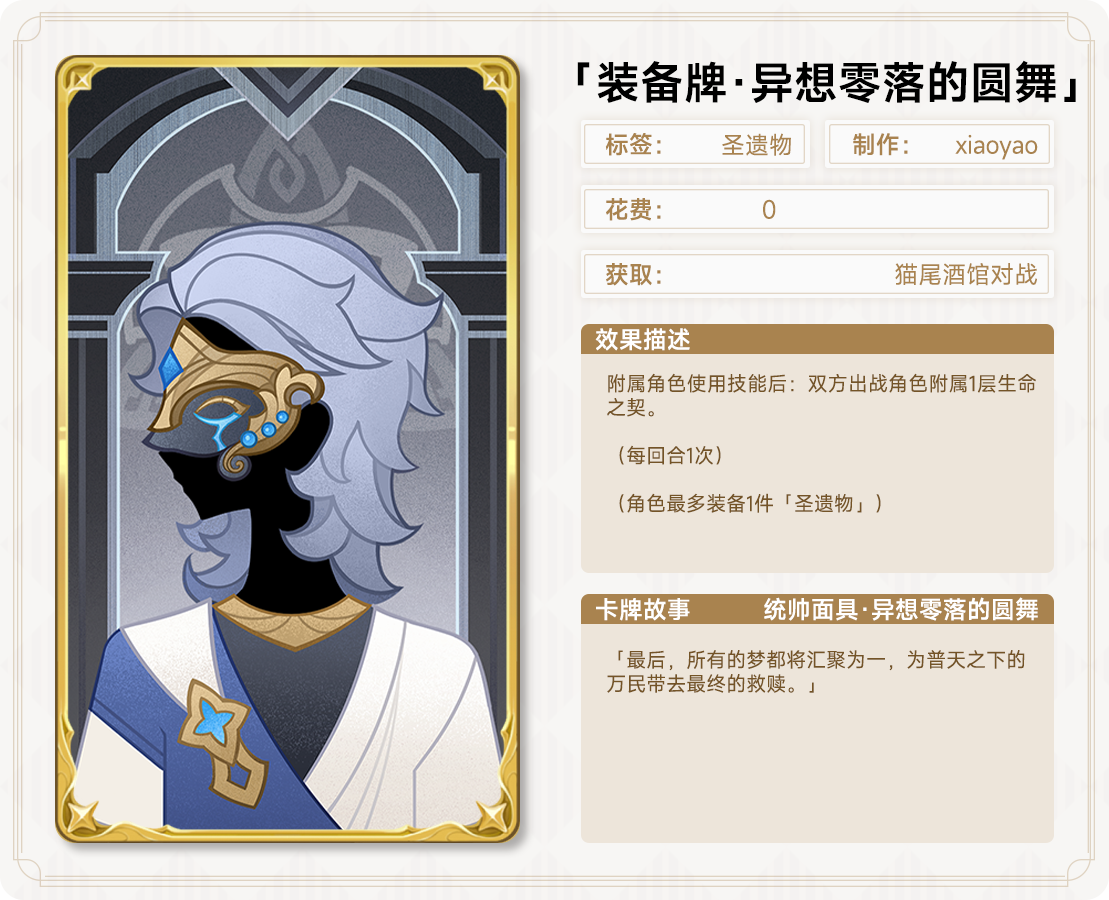 「装备牌·异想零落的圆舞」
标签： 圣遗物
制作： xiaoyao
花费： 0
获取： 猫尾酒馆对战
效果描述
附属角色使用技能后：双方出战角色附属1层生命
之契。
（每回合1次）
（角色最多装备1件「圣遗物」）
卡牌故事 统帅面具·异想零落的圆舞
「最后，所有的梦都将汇聚为一，为普天之下的
万民带去最终的救赎。」